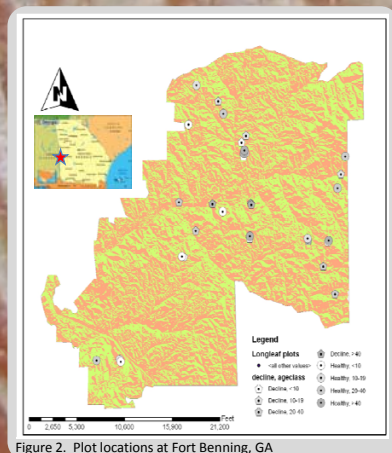 N
Legend
Longleaf plots
<all other values>
decline, ageclass
Decline, <10
Decline, 10-19
Decline, 20-40
Decline, >40
Healthy, <10
Healthy, 10-19
Healthy, 20-40
Healthy, >40
Feet
0 2,650 5,300 10,600 15,900 21,200
Figure 2. Plot locations at Fort Benning, GA